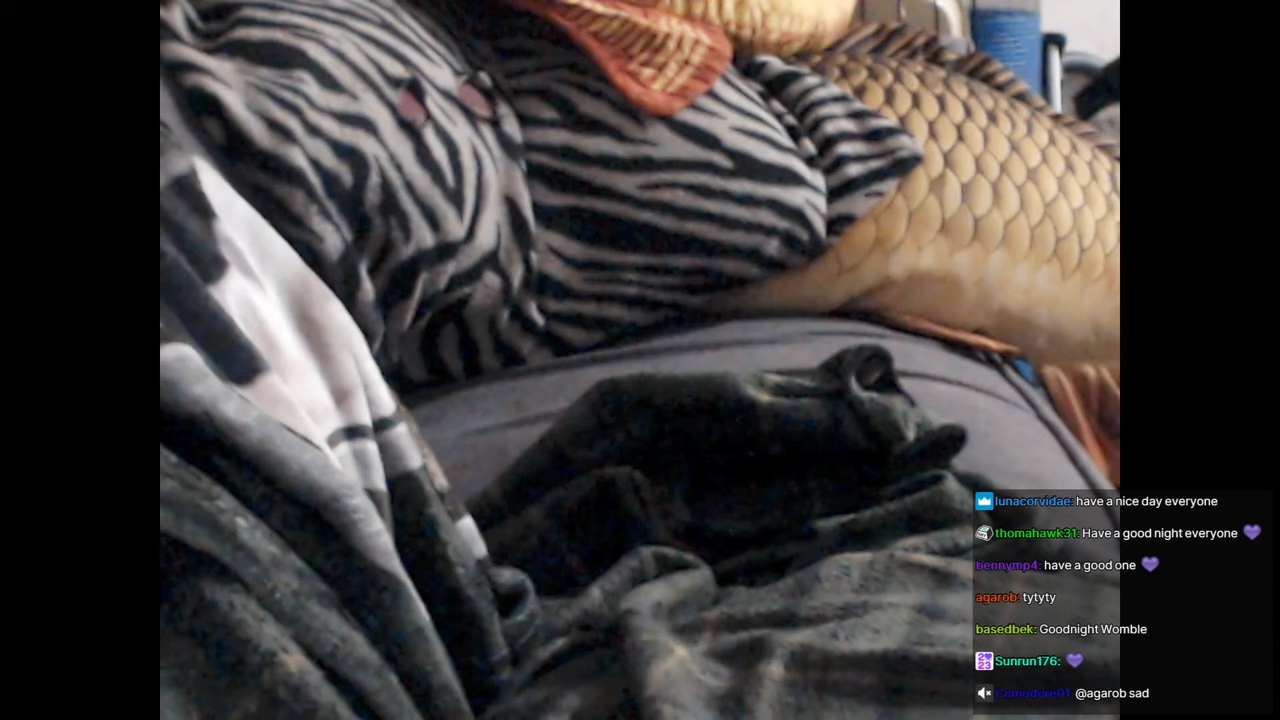 lunacorvidae: have a nice day everyone
thomahawk31: Have a good night everyone 💜
bennymp4: have a good one 💜
agarob: tytyty
basedbek: Goodnight Womble
Sunrun176: 💜
Comodore01: @agarob sad